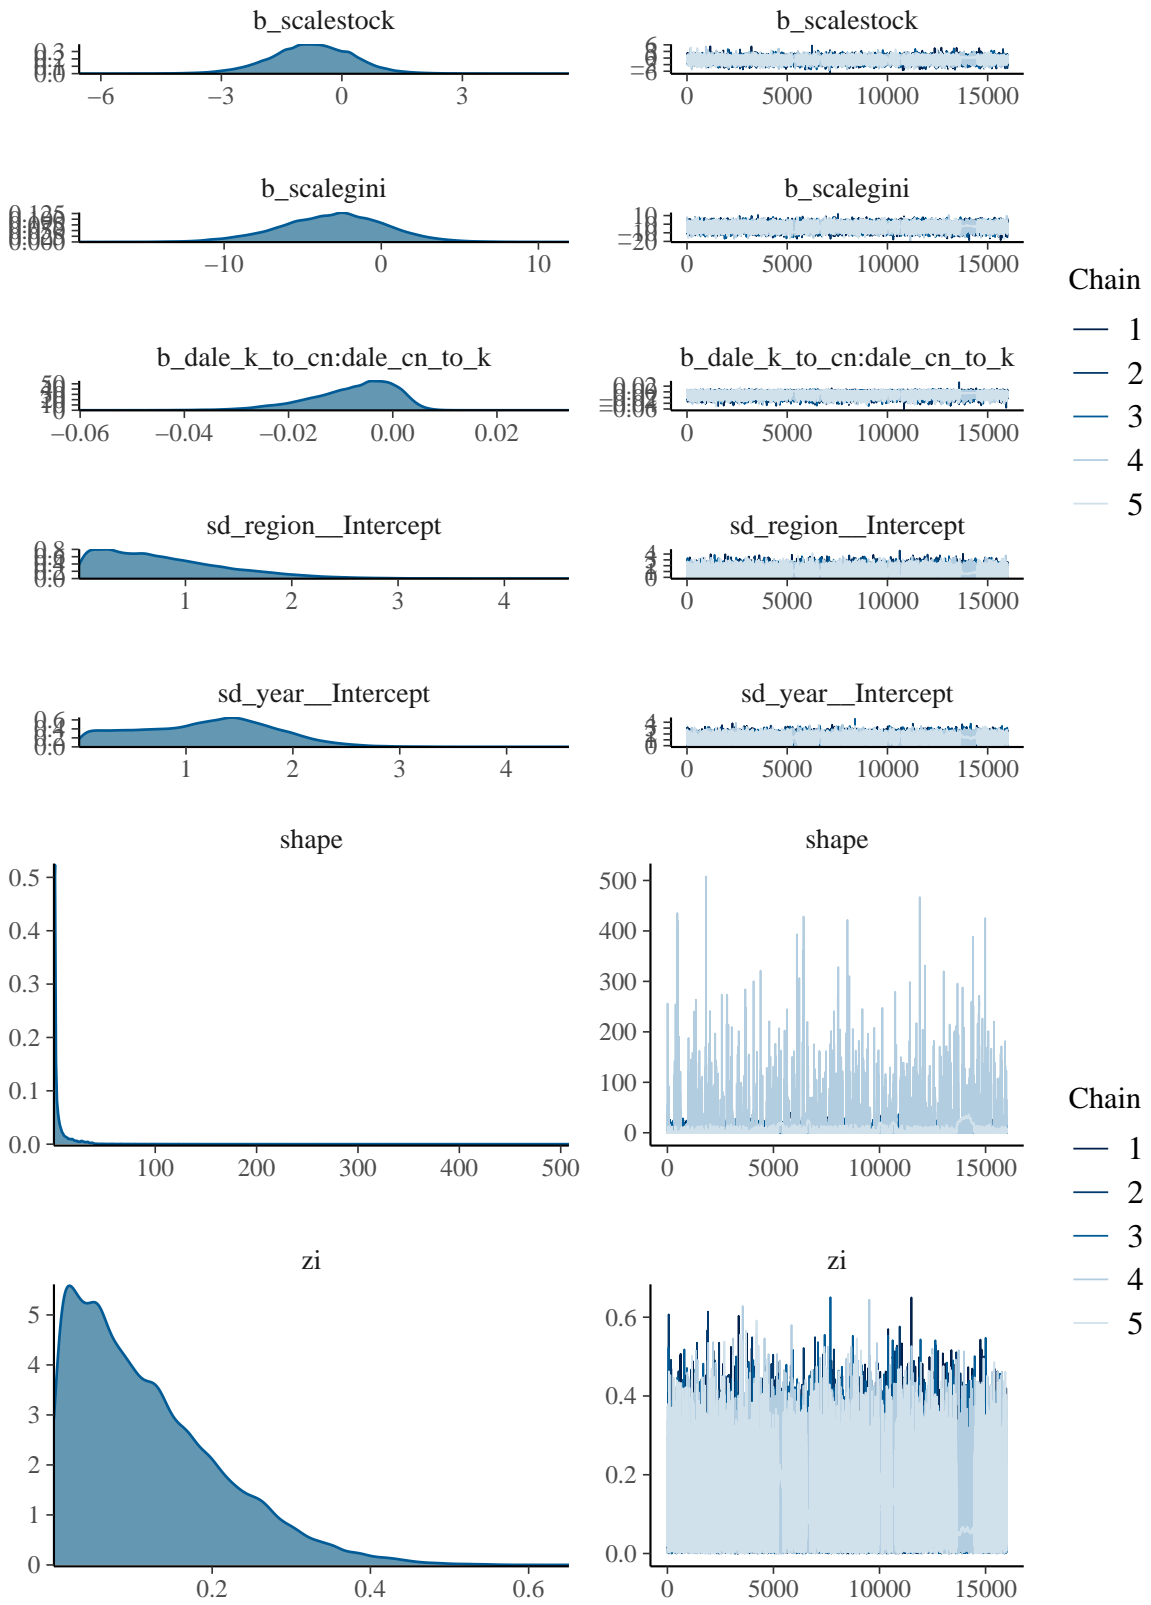 b_scalestock b_scalestock
−6 −3 0 3 0 5000 10000 15000
b_scalegini b_scalegini
−10 0 10 0 5000 10000 15000
Chain
1
2
3
4
5
b_dale_k_to_cn:dale_cn_to_k b_dale_k_to_cn:dale_cn_to_k
−0.06 −0.04 −0.02 0.00 0.02 0 5000 10000 15000
sd_region__Intercept sd_region__Intercept
1 2 3 4 0 5000 10000 15000
sd_year__Intercept sd_year__Intercept
1 2 3 4 0 5000 10000 15000
shape shape
0.5
0.4
0.3
0.2
0.1
0.0
100 200 300 400 500
500
400
300
200
100
0
0 5000 10000 15000
Chain
1
2
3
4
5
zi zi
5
4
3
2
1
0
0.2 0.4 0.6
0.6
0.4
0.2
0.0
0 5000 10000 15000